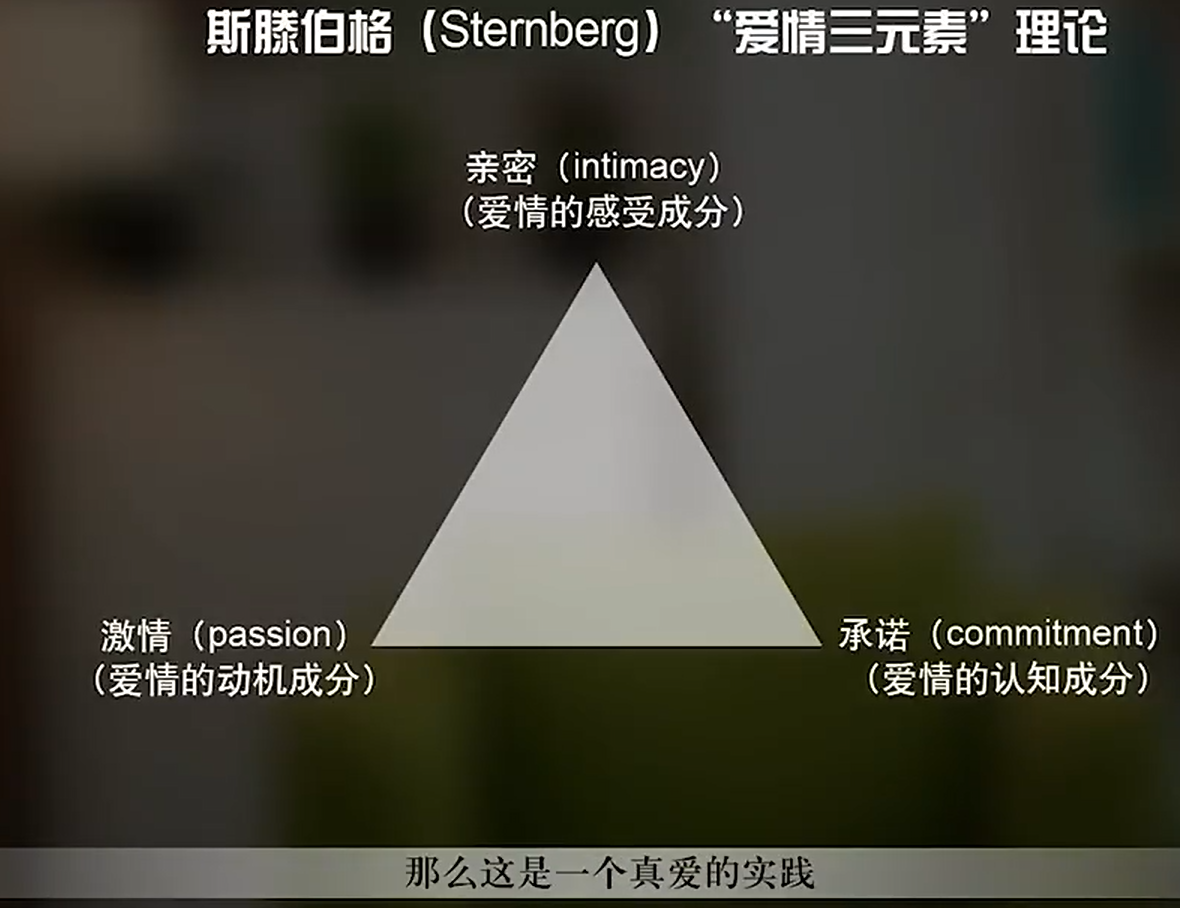 斯滕伯格（Sternberg）“爱情三元素”理论
亲密（intimacy）
（爱情的感受成分）
激情（passion）
（爱情的动机成分）
承诺（commitment）
（爱情的认知成分）
那么这是一个真爱的实践